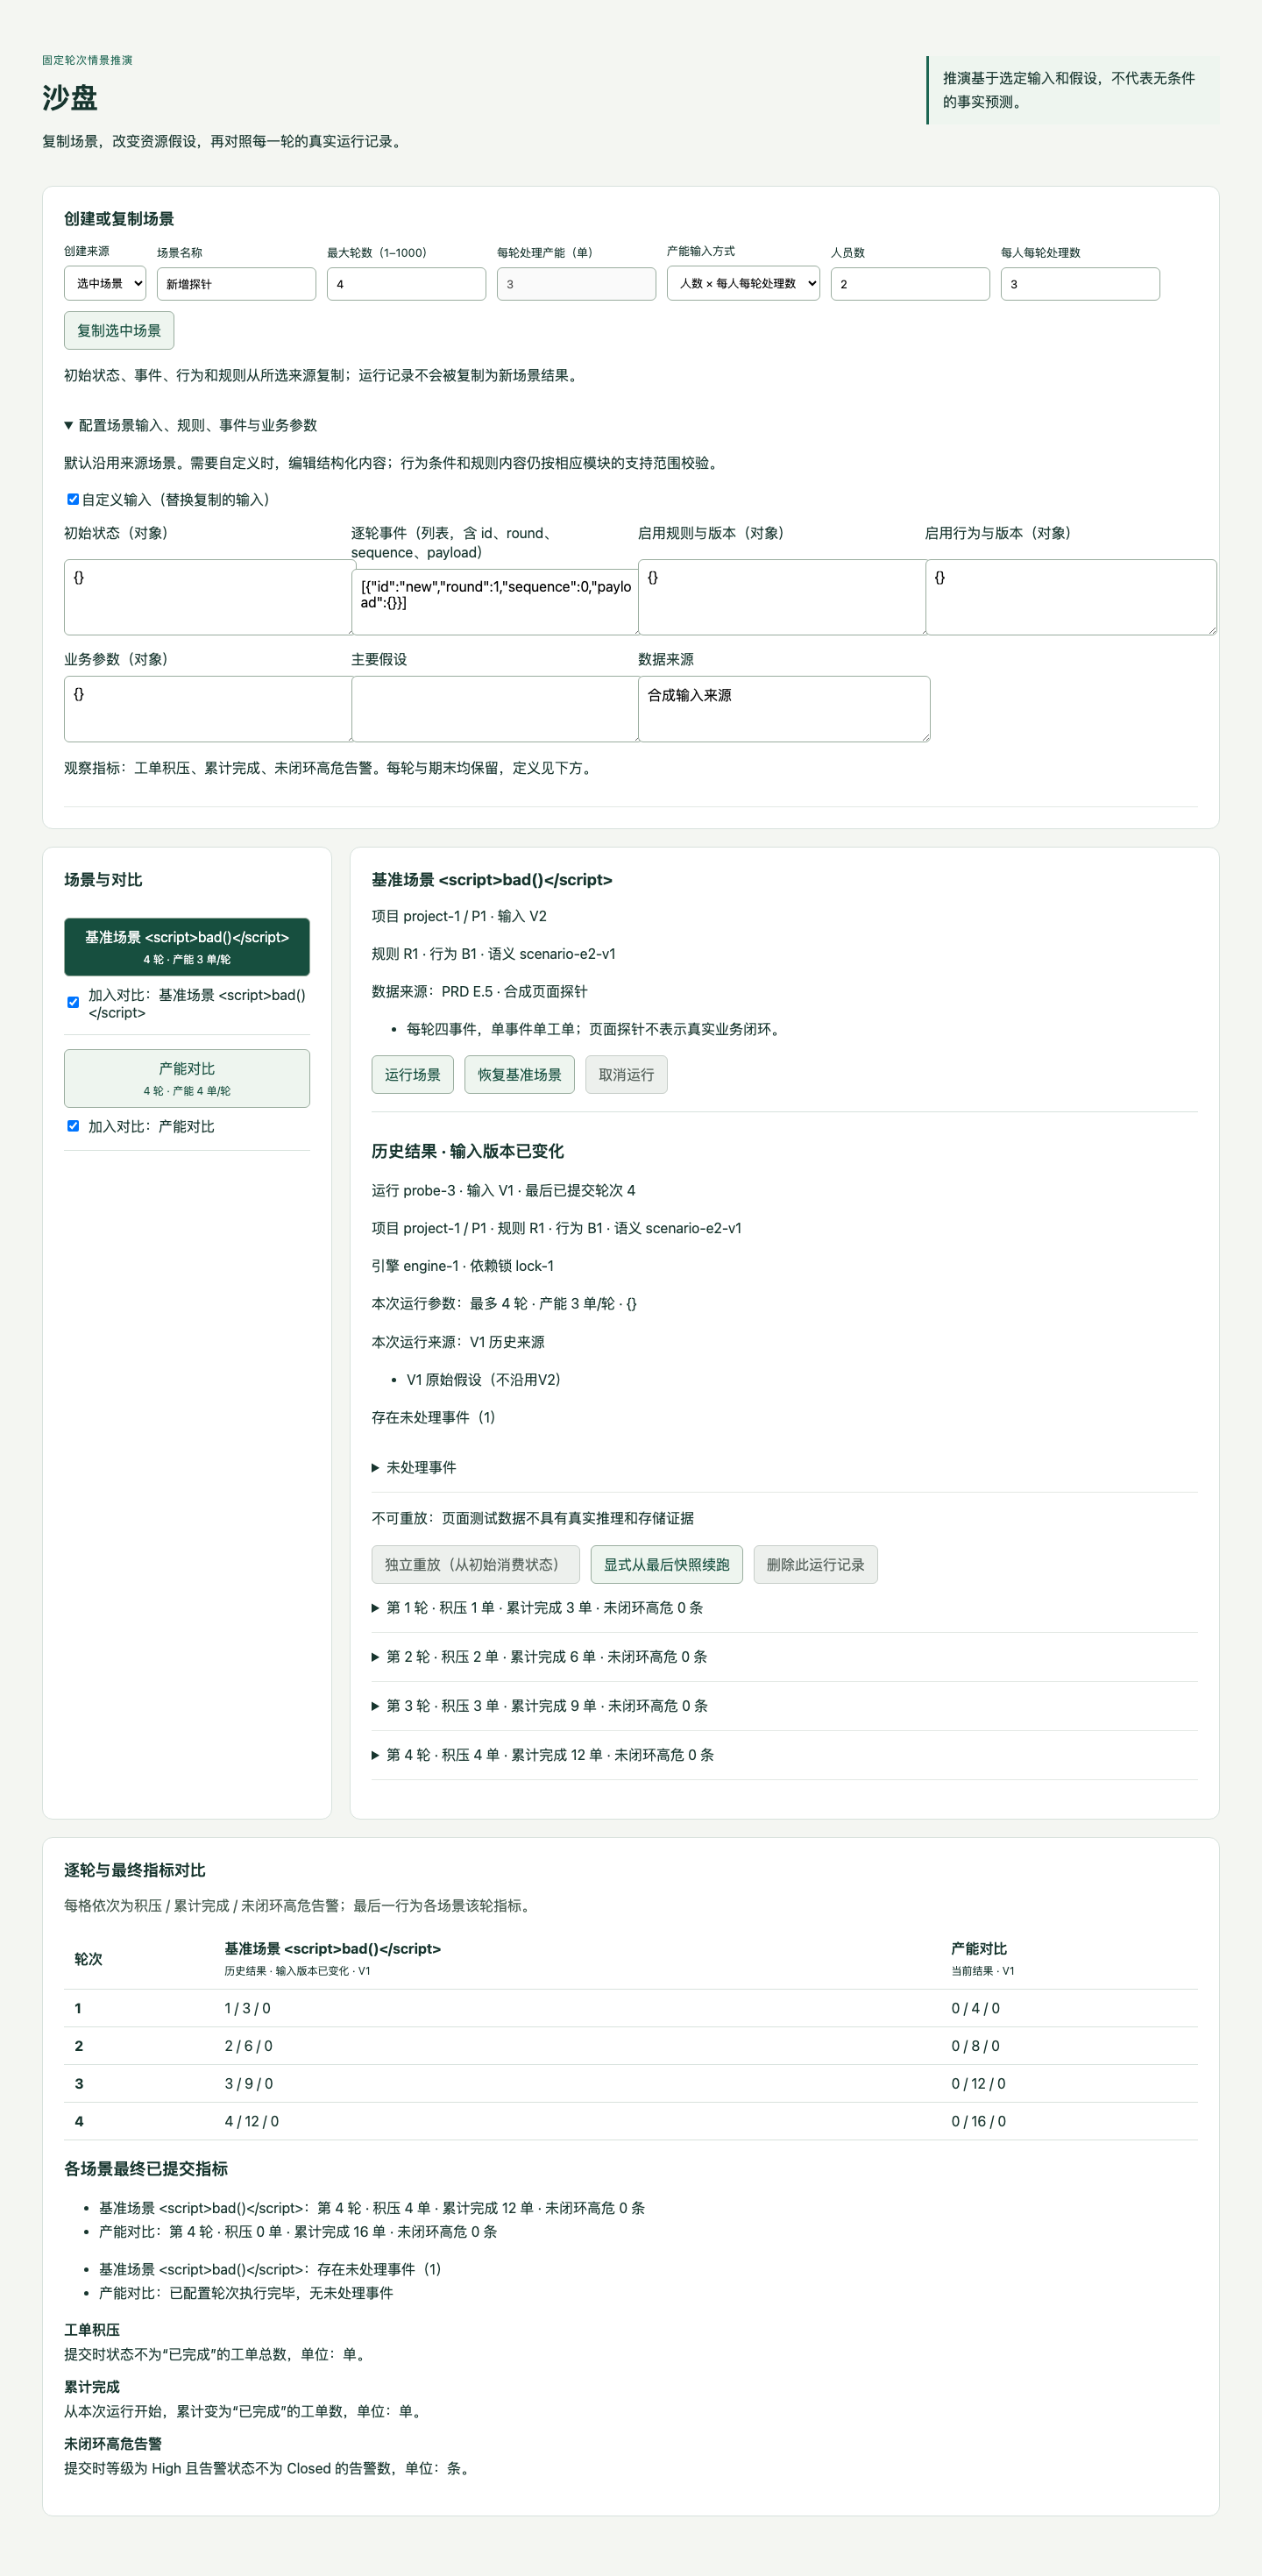 固定轮次情景推演
沙盘
复制场景，改变资源假设，再对照每一轮的真实运行记录。
推演基于选定输入和假设，不代表无条件
的事实预测。
创建或复制场景
创建来源
场景名称
最大轮数（1–1000）
每轮处理产能（单）
产能输入方式
人员数
每人每轮处理数
选中场景
新增探针
4
3
人数 × 每人每轮处理数
2
3
复制选中场景
初始状态、事件、行为和规则从所选来源复制；运行记录不会被复制为新场景结果。
▼ 配置场景输入、规则、事件与业务参数
默认沿用来源场景。需要自定义时，编辑结构化内容；行为条件和规则内容仍按相应模块的支持范围校验。
自定义输入（替换复制的输入）
初始状态（对象）
{}
逐轮事件（列表，含 id、round、
sequence、payload）
[{"id":"new","round":1,"sequence":0,"paylo
ad":{}}]
启用规则与版本（对象）
{}
启用行为与版本（对象）
{}
业务参数（对象）
{}
主要假设
数据来源
合成输入来源
观察指标：工单积压、累计完成、未闭环高危告警。每轮与期末均保留，定义见下方。
场景与对比
基准场景 <script>bad()</script>
4 轮 · 产能 3 单/轮
加入对比：基准场景 <script>bad()
</script>
产能对比
4 轮 · 产能 4 单/轮
加入对比：产能对比
基准场景 <script>bad()</script>
项目 project-1 / P1 · 输入 V2
规则 R1 · 行为 B1 · 语义 scenario-e2-v1
数据来源：PRD E.5 · 合成页面探针
• 每轮四事件，单事件单工单；页面探针不表示真实业务闭环。
运行场景
恢复基准场景
取消运行
历史结果 · 输入版本已变化
运行 probe-3 · 输入 V1 · 最后已提交轮次 4
项目 project-1 / P1 · 规则 R1 · 行为 B1 · 语义 scenario-e2-v1
引擎 engine-1 · 依赖锁 lock-1
本次运行参数：最多 4 轮 · 产能 3 单/轮 · {}
本次运行来源：V1 历史来源
• V1 原始假设（不沿用V2）
存在未处理事件（1）
▶ 未处理事件
不可重放：页面测试数据不具有真实推理和存储证据
独立重放（从初始消费状态）
显式从最后快照续跑
删除此运行记录
▶ 第 1 轮 · 积压 1 单 · 累计完成 3 单 · 未闭环高危 0 条
▶ 第 2 轮 · 积压 2 单 · 累计完成 6 单 · 未闭环高危 0 条
▶ 第 3 轮 · 积压 3 单 · 累计完成 9 单 · 未闭环高危 0 条
▶ 第 4 轮 · 积压 4 单 · 累计完成 12 单 · 未闭环高危 0 条
逐轮与最终指标对比
每格依次为积压 / 累计完成 / 未闭环高危告警；最后一行为各场景该轮指标。
轮次
基准场景 <script>bad()</script>
历史结果 · 输入版本已变化 · V1
产能对比
当前结果 · V1
1 1 / 3 / 0 0 / 4 / 0
2 2 / 6 / 0 0 / 8 / 0
3 3 / 9 / 0 0 / 12 / 0
4 4 / 12 / 0 0 / 16 / 0
各场景最终已提交指标
• 基准场景 <script>bad()</script>：第 4 轮 · 积压 4 单 · 累计完成 12 单 · 未闭环高危 0 条
• 产能对比：第 4 轮 · 积压 0 单 · 累计完成 16 单 · 未闭环高危 0 条
• 基准场景 <script>bad()</script>：存在未处理事件（1）
• 产能对比：已配置轮次执行完毕，无未处理事件
工单积压
提交时状态不为“已完成”的工单总数，单位：单。
累计完成
从本次运行开始，累计变为“已完成”的工单数，单位：单。
未闭环高危告警
提交时等级为 High 且告警状态不为 Closed 的告警数，单位：条。